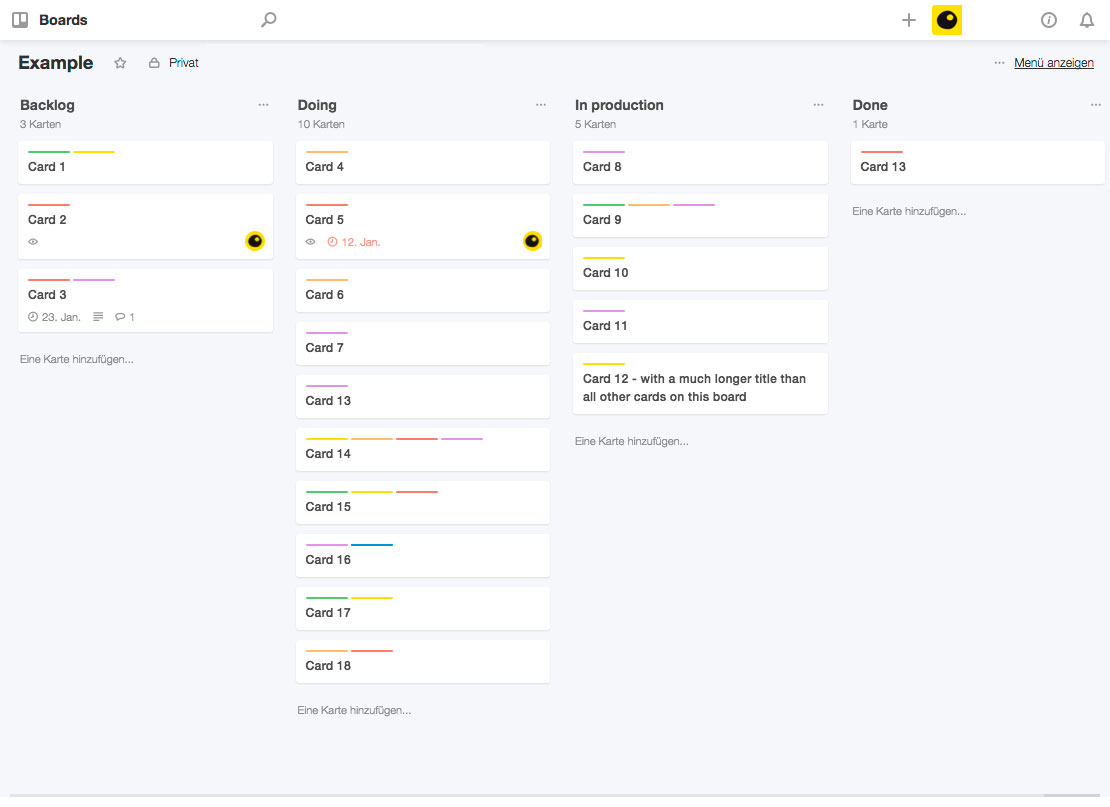 Boards
Example
Privat
Menü anzeigen
Backlog
3 Karten
Card 1
Card 2
Card 3
23. Jan.
1
Eine Karte hinzufügen...
Doing
10 Karten
Card 4
Card 5
12. Jan.
Card 6
Card 7
Card 13
Card 14
Card 15
Card 16
Card 17
Card 18
Eine Karte hinzufügen...
In production
5 Karten
Card 8
Card 9
Card 10
Card 11
Card 12 - with a much longer title than
all other cards on this board
Eine Karte hinzufügen...
Done
1 Karte
Card 13
Eine Karte hinzufügen...